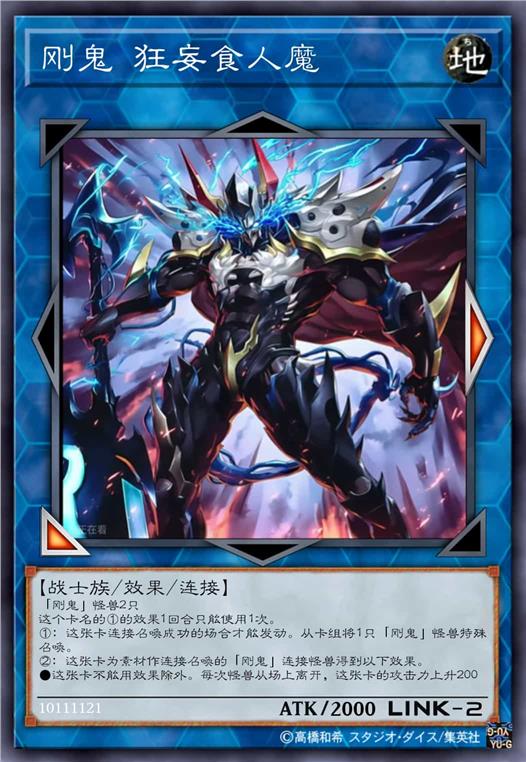 刚鬼 狂妄食人魔
地
正在看
【战士族/效果/连接】
「刚鬼」怪兽2只
这个卡名的①的效果1回合只能使用1次。
①：这张卡连接召唤成功的场合才能发动。从卡组将1只「刚鬼」怪兽特殊
召唤。
②：这张卡为素材作连接召唤的「刚鬼」连接怪兽得到以下效果。
●这张卡不能用效果除外。每次怪兽从场上离开，这张卡的攻击力上升200
ATK/2000 LINK-2
10111121
©高橋和希 スタジオ・ダイス/集英社